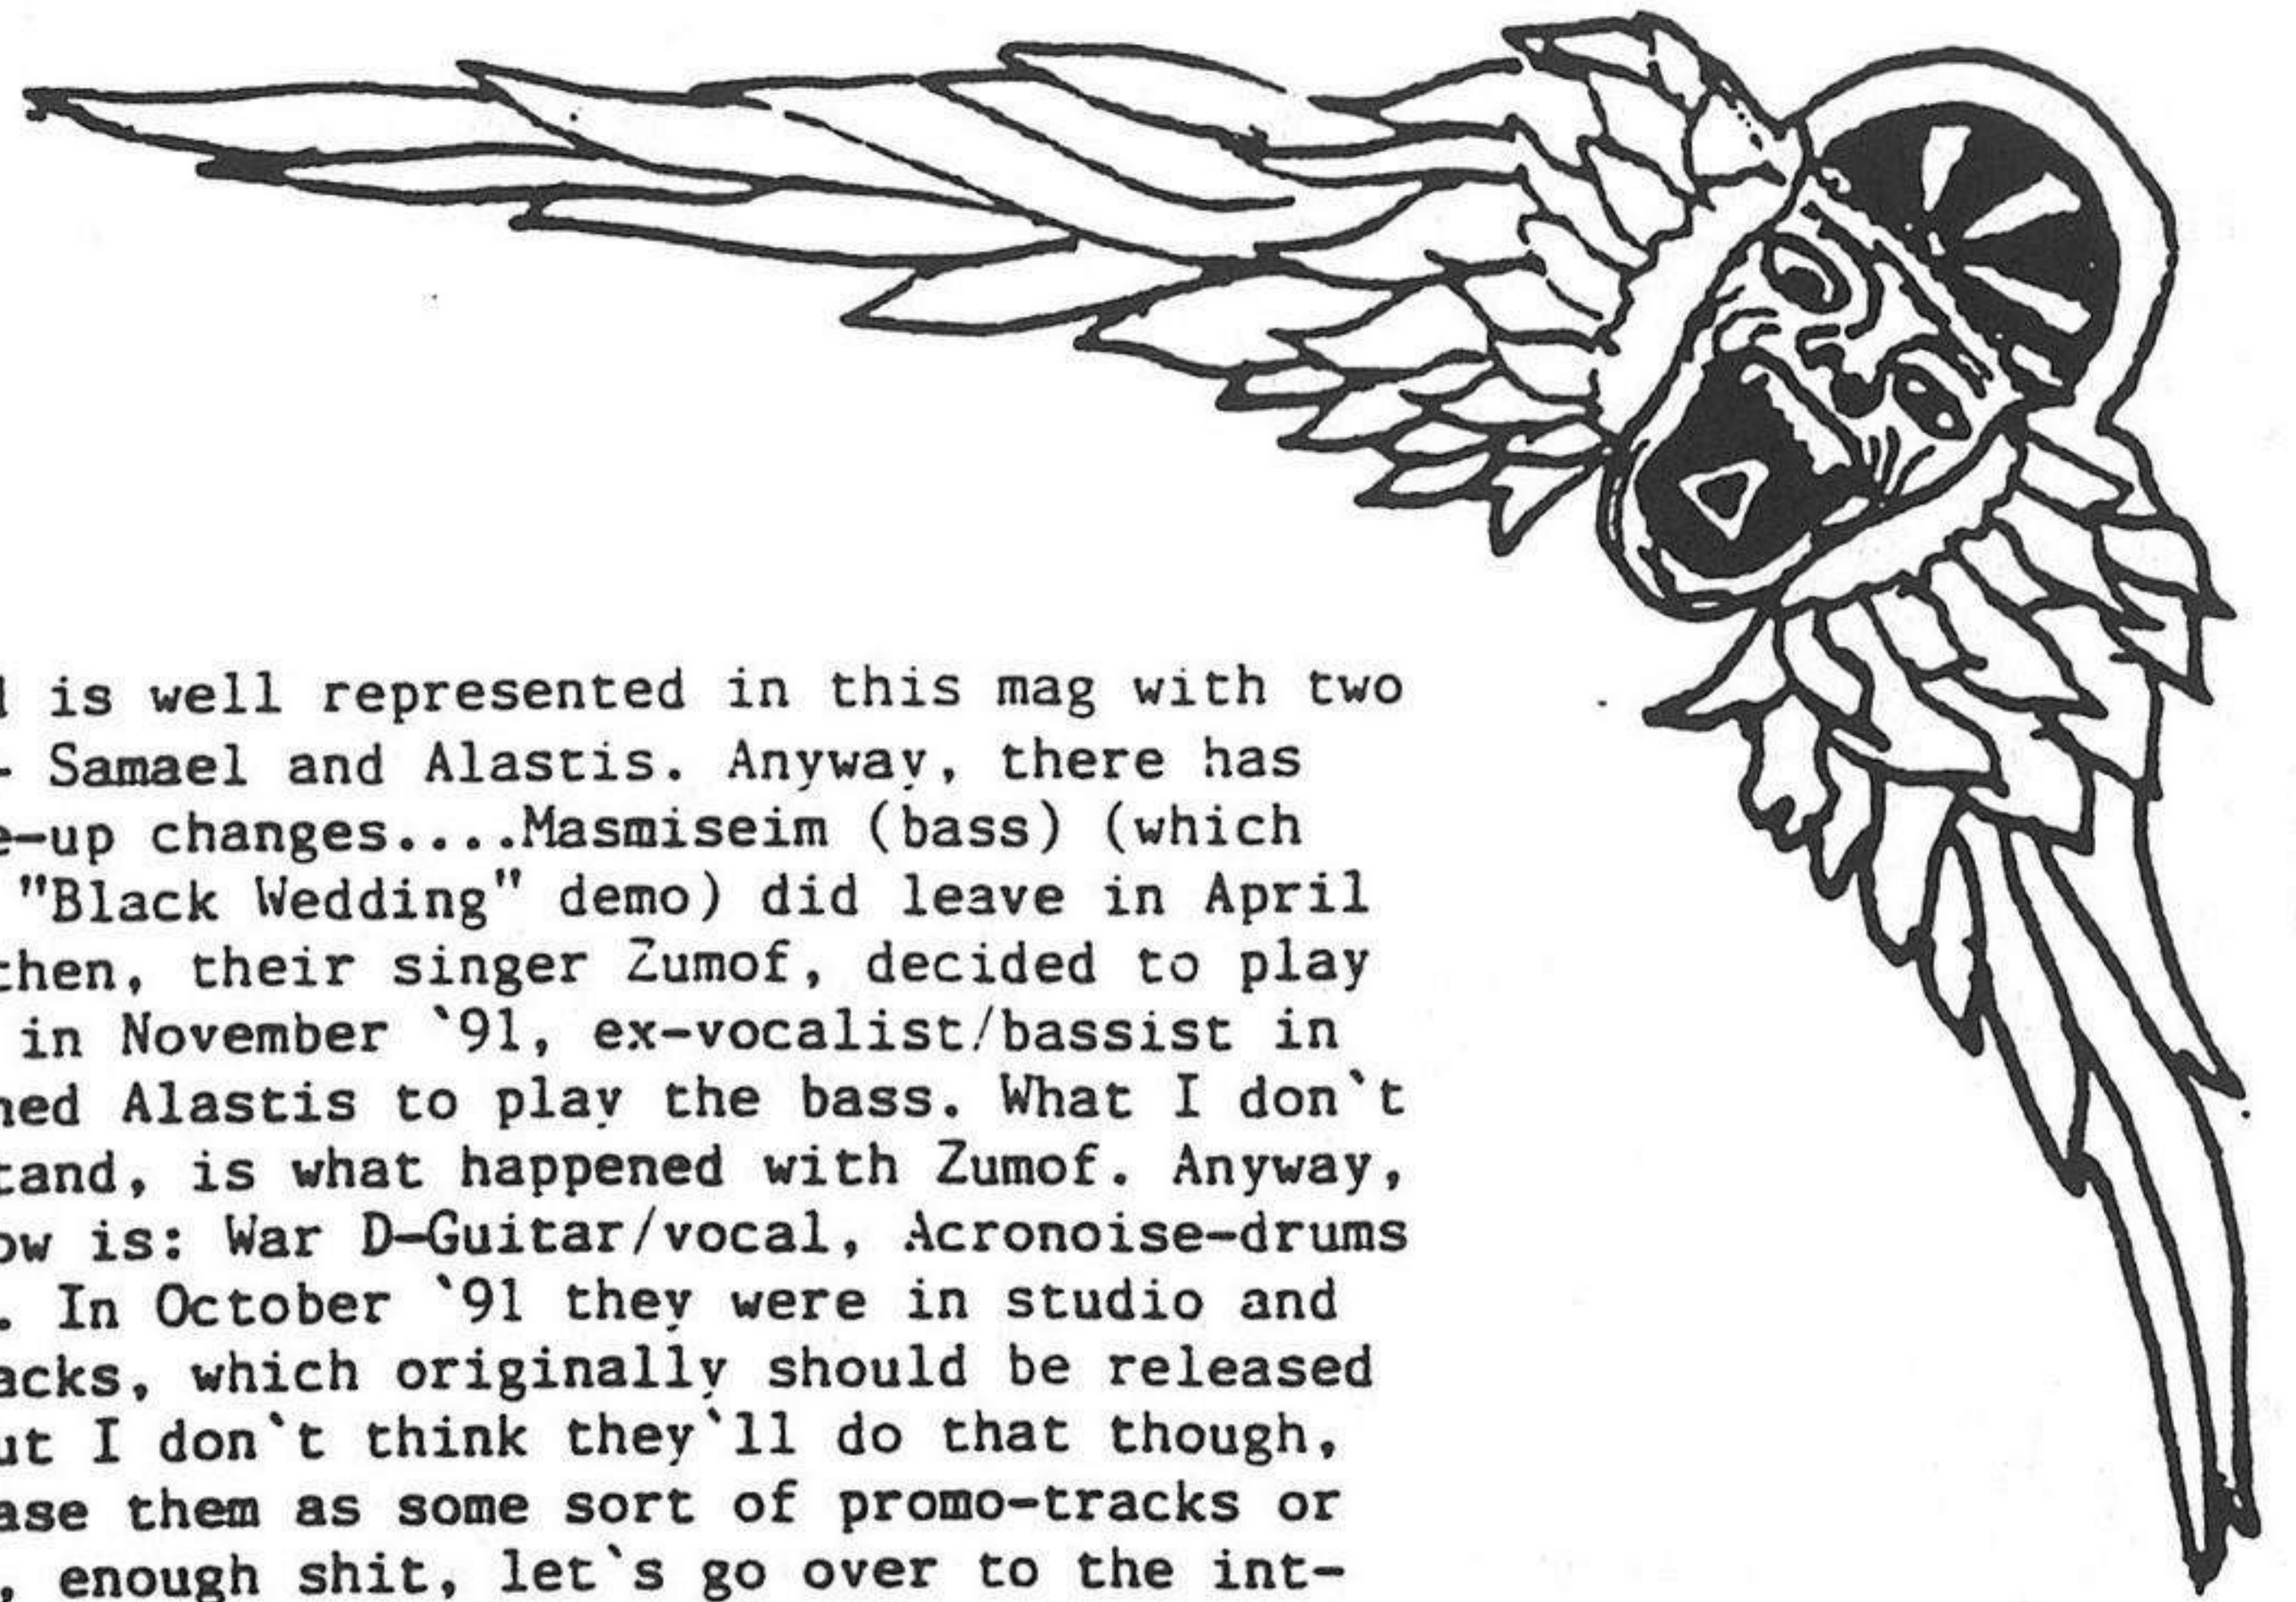 is well represented in this mag with two
- Samael and Alastis. Anyway, there has
e-up changes....Masmiseim (bass) (which
"Black Wedding" demo) did leave in April
then, their singer Zumof, decided to play
in November `91, ex-vocalist/bassist in
ned Alastis to play the bass. What I don`t
tand, is what happened with Zumof. Anyway,
ow is: War D-Guitar/vocal, Acronoise-drums
. In October `91 they were in studio and
acks, which originally should be released
ut I don`t think they`ll do that though,
ase them as some sort of promo-tracks or
, enough shit, let`s go over to the int-